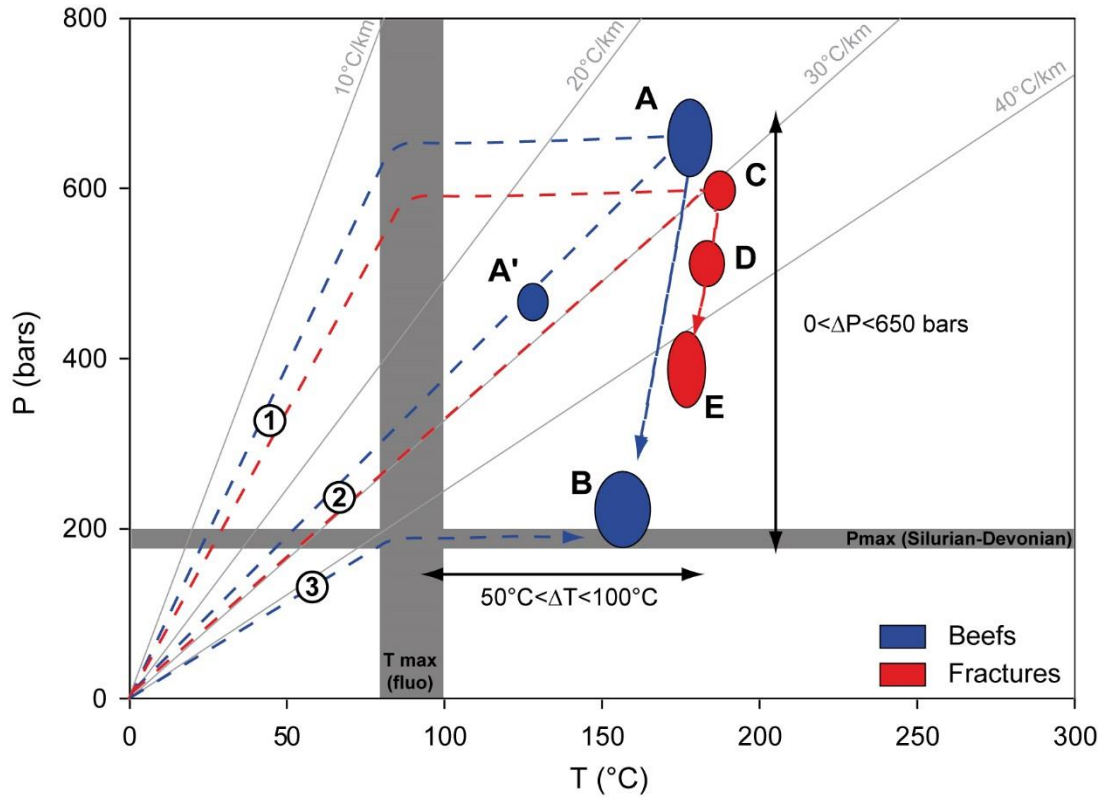 800
600
400
200
0
P (bars)
10°C/km
20°C/km
30°C/km
40°C/km
A
C
D
A'
E
B
1
2
3
0<ΔP<650 bars
Pmax (Silurian-Devonian)
50°C<ΔT<100°C
T max
(fluo)
Beefs
Fractures
0
50
100
150
200
250
300
T (°C)